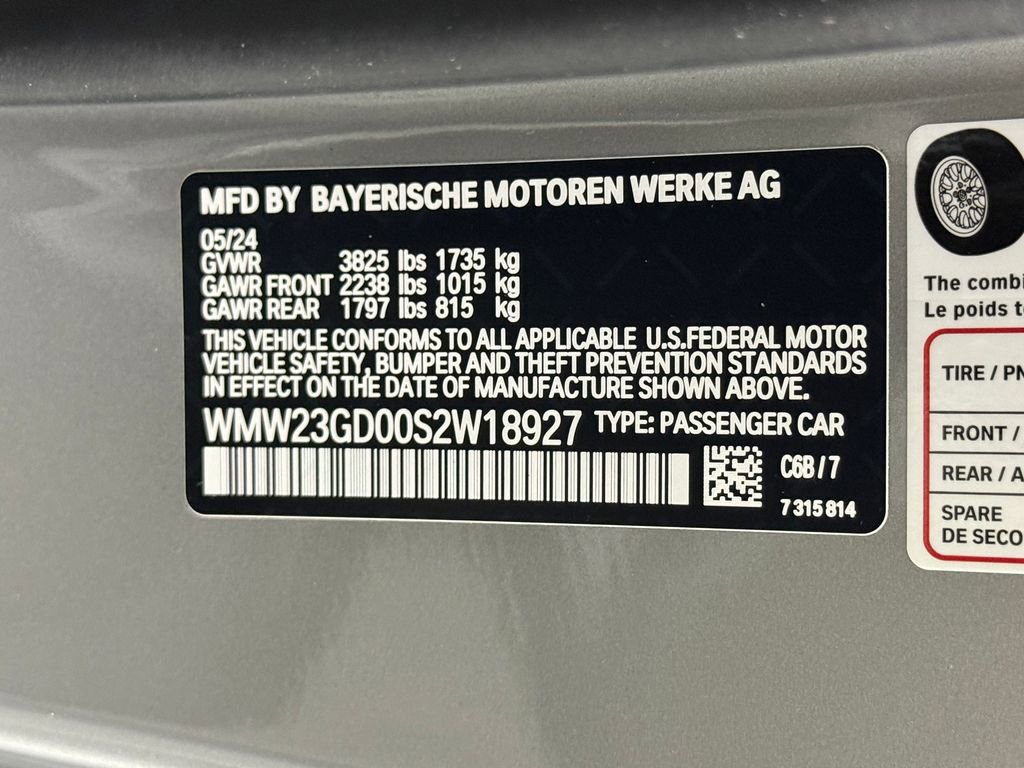 MFD BY BAYERISCHE MOTOREN WERKE AG
05/24
GVWR 3825 lbs 1735 kg
GAWR FRONT 2238 lbs 1015 kg
GAWR REAR 1797 lbs 815 kg
THIS VEHICLE CONFORMS TO ALL APPLICABLE U.S.FEDERAL MOTOR
VEHICLE SAFETY, BUMPER AND THEFT PREVENTION STANDARDS
IN EFFECT ON THE DATE OF MANUFACTURE SHOWN ABOVE.
WMW23GD00S2W18927 TYPE: PASSENGER CAR
C6B/7
7315814
The combi
Le poids t
TIRE / PN
FRONT /
REAR / A
SPARE
DE SECO